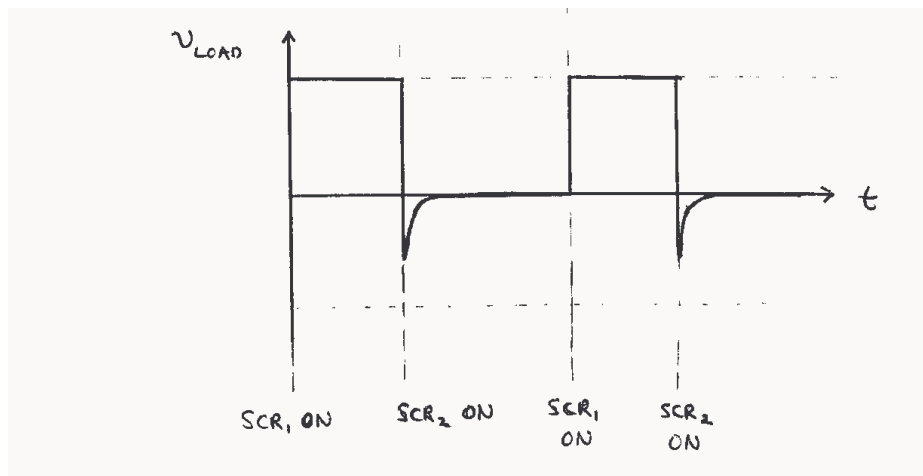 v_LOAD
t
SCR₁ ON
SCR₂ ON
SCR₁
ON
SCR₂
ON